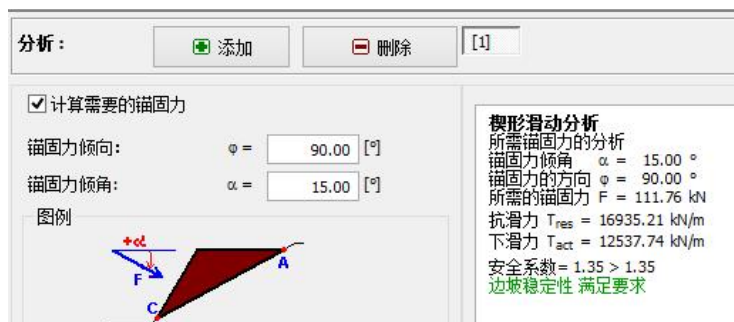 分析：
添加
删除
[1]
计算需要的锚固力
锚固力倾向： φ = 90.00 [°]
锚固力倾角： α = 15.00 [°]
图例
+α
F
A
C
楔形滑动分析
所需锚固力的分析
锚固力倾角 α = 15.00 °
锚固力的方向 φ = 90.00 °
所需的锚固力 F = 111.76 kN
抗滑力 Tres = 16935.21 kN/m
下滑力 Tact = 12537.74 kN/m
安全系数= 1.35 > 1.35
边坡稳定性 满足要求